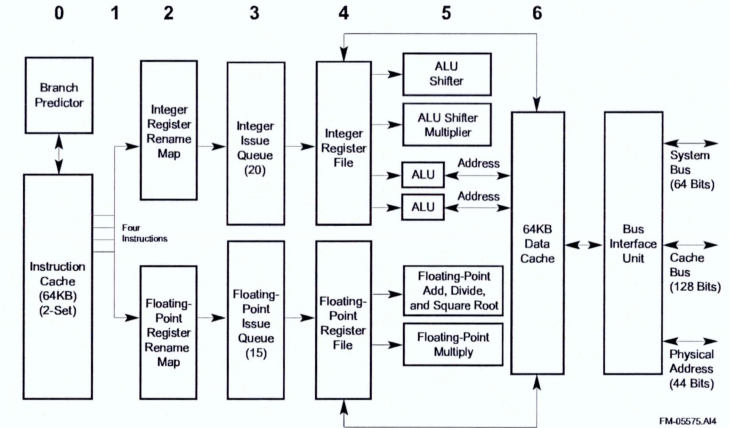 0
1
2
3
4
5
6
Branch
Predictor
Instruction
Cache
(64KB)
(2-Set)
Four
Instructions
Integer
Register
Rename
Map
Floating-
Point
Register
Rename
Map
Integer
Issue
Queue
(20)
Floating-
Point
Issue
Queue
(15)
Integer
Register
File
Floating-
Point
Register
File
ALU
Shifter
ALU Shifter
Multiplier
ALU
Address
ALU
Address
Floating-Point
Add, Divide,
and Square Root
Floating-Point
Multiply
64KB
Data
Cache
Bus
Interface
Unit
System
Bus
(64 Bits)
Cache
Bus
(128 Bits)
Physical
Address
(44 Bits)
FM-05575.AI4